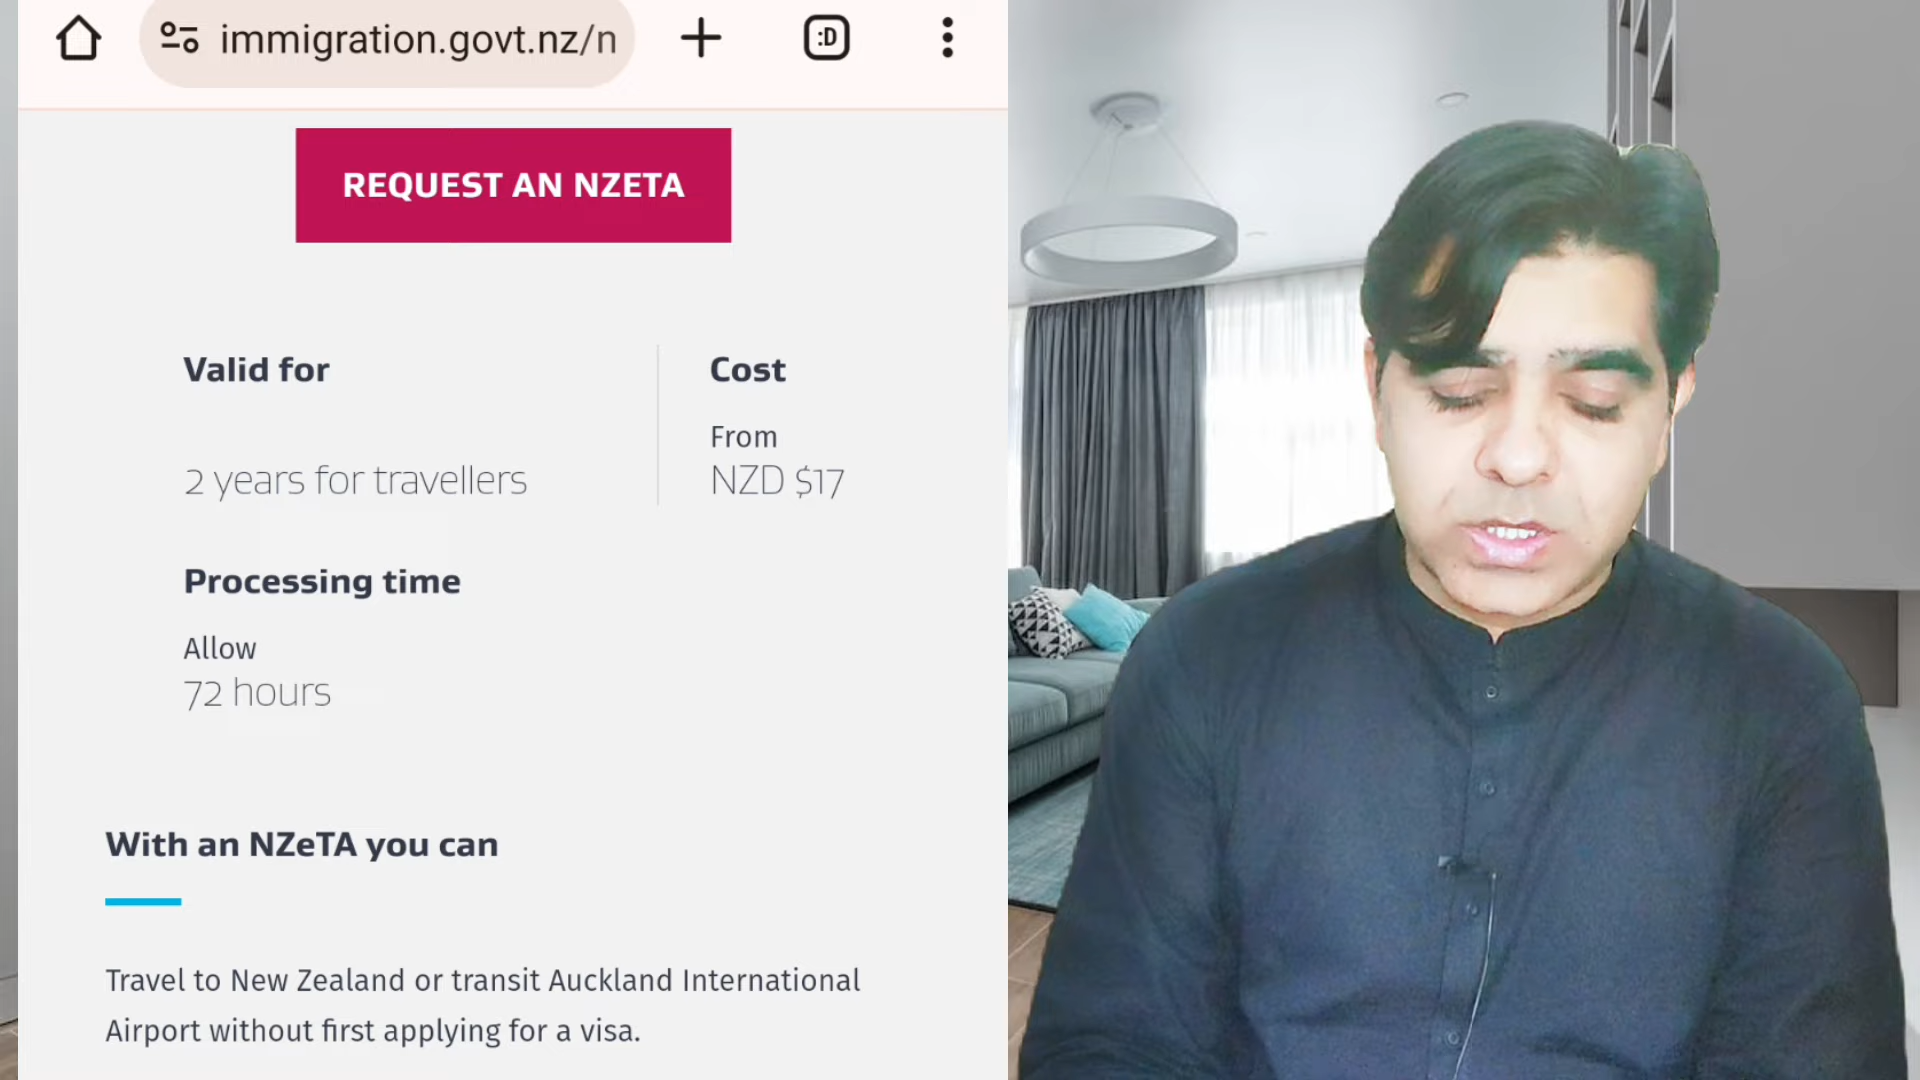 immigration.govt.nz/n
:D
REQUEST AN NZETA
Valid for
2 years for travellers
Cost
From
NZD $17
Processing time
Allow
72 hours
With an NZeTA you can
Travel to New Zealand or transit Auckland International
Airport without first applying for a visa.